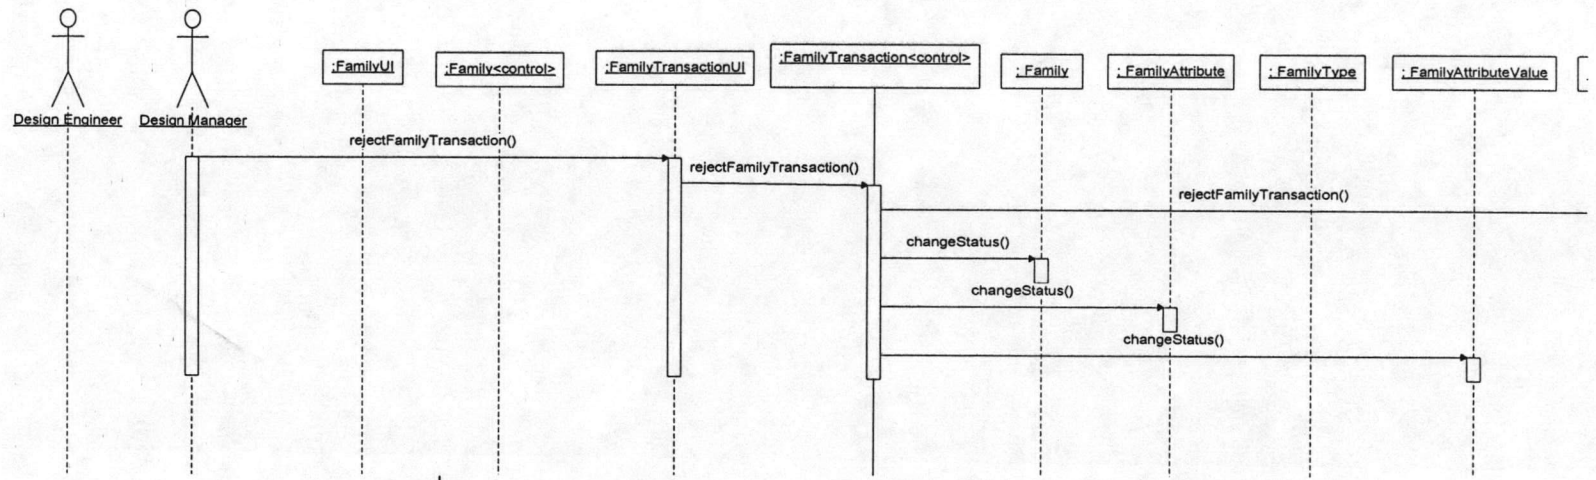 Design Engineer
Design Manager
:FamilyUI
:Family<control>
:FamilyTransactionUI
:FamilyTransaction<control>
: Family
: FamilyAttribute
: FamilyType
: FamilyAttributeValue
rejectFamilyTransaction()
rejectFamilyTransaction()
rejectFamilyTransaction()
changeStatus()
changeStatus()
changeStatus()